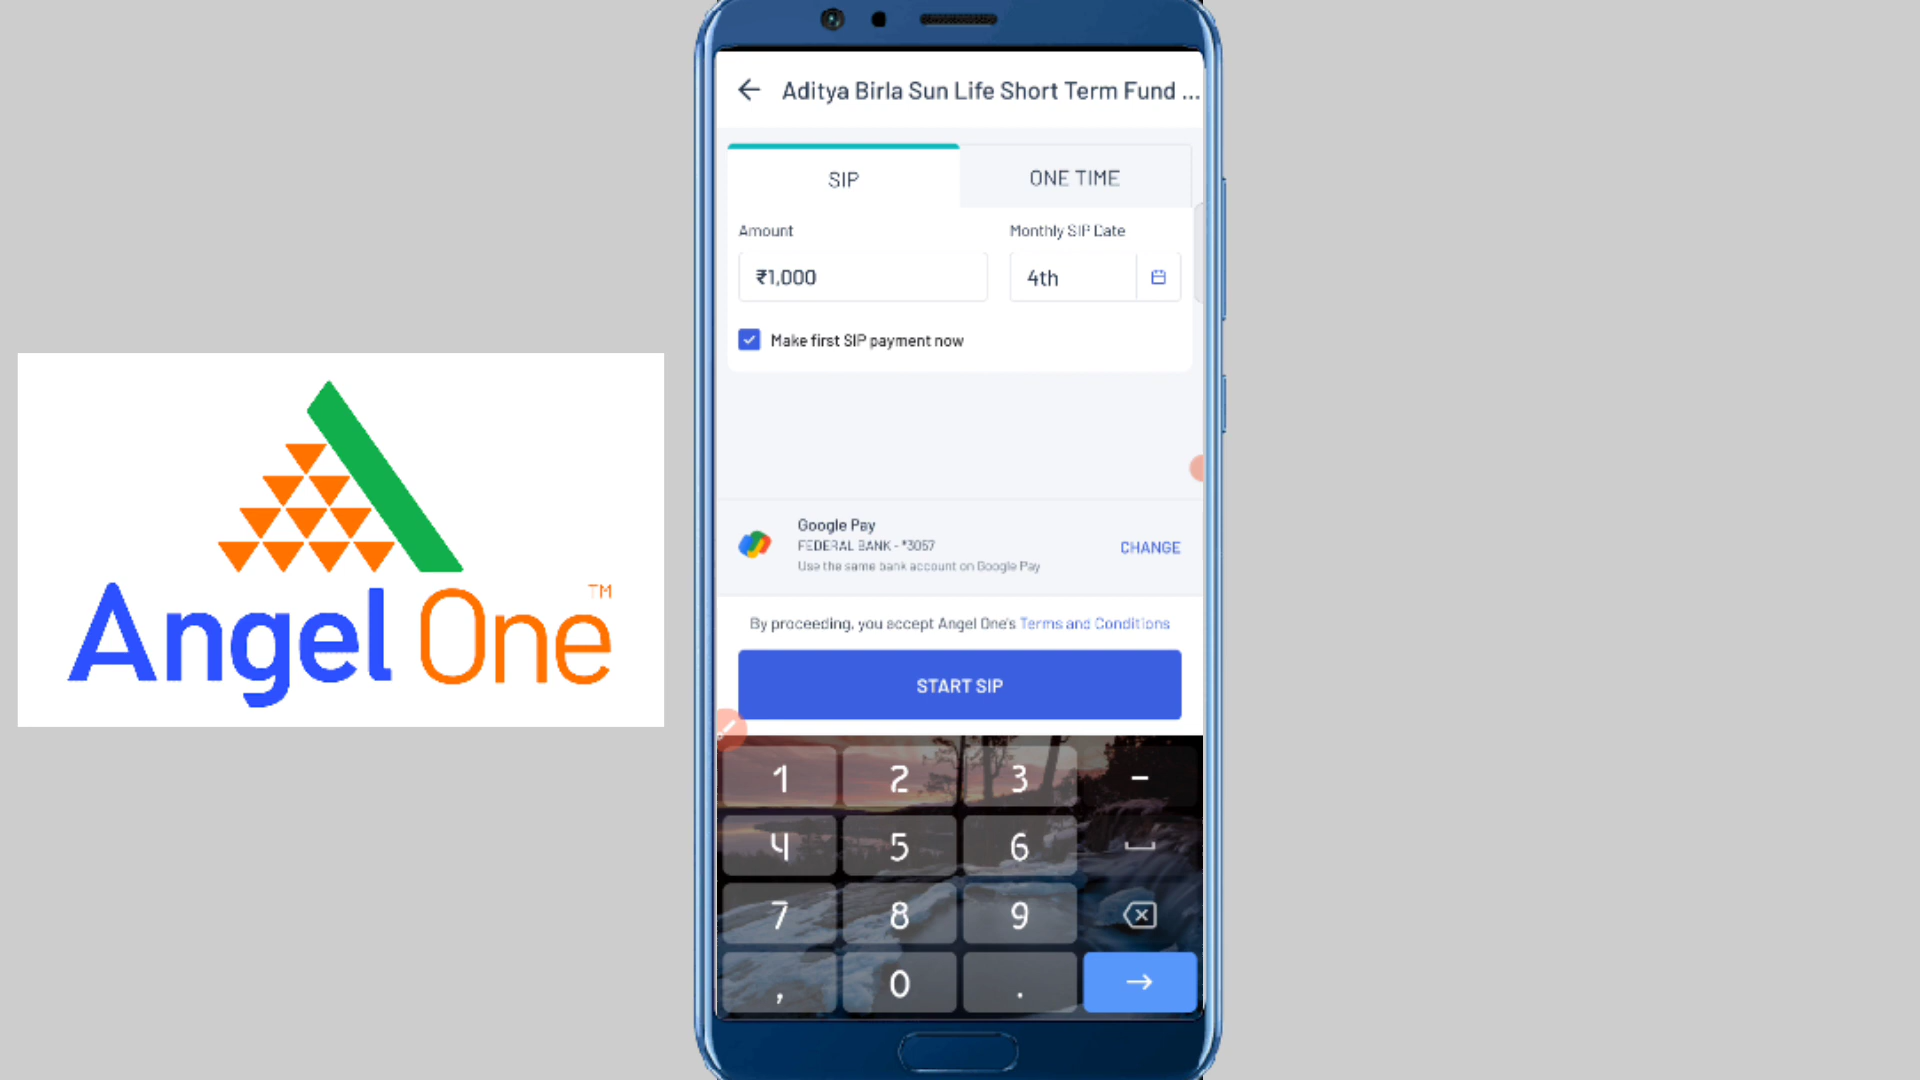 Aditya Birla Sun Life Short Term Fund ...
SIP
ONE TIME
Amount
Monthly SIP Date
₹1,000
4th
Make first SIP payment now
Google Pay
FEDERAL BANK - *3057
Use the same bank account on Google Pay
CHANGE
By proceeding, you accept Angel One's Terms and Conditions
START SIP
1 2 3 -
4 5 6
7 8 9
, 0 .
Angel One TM